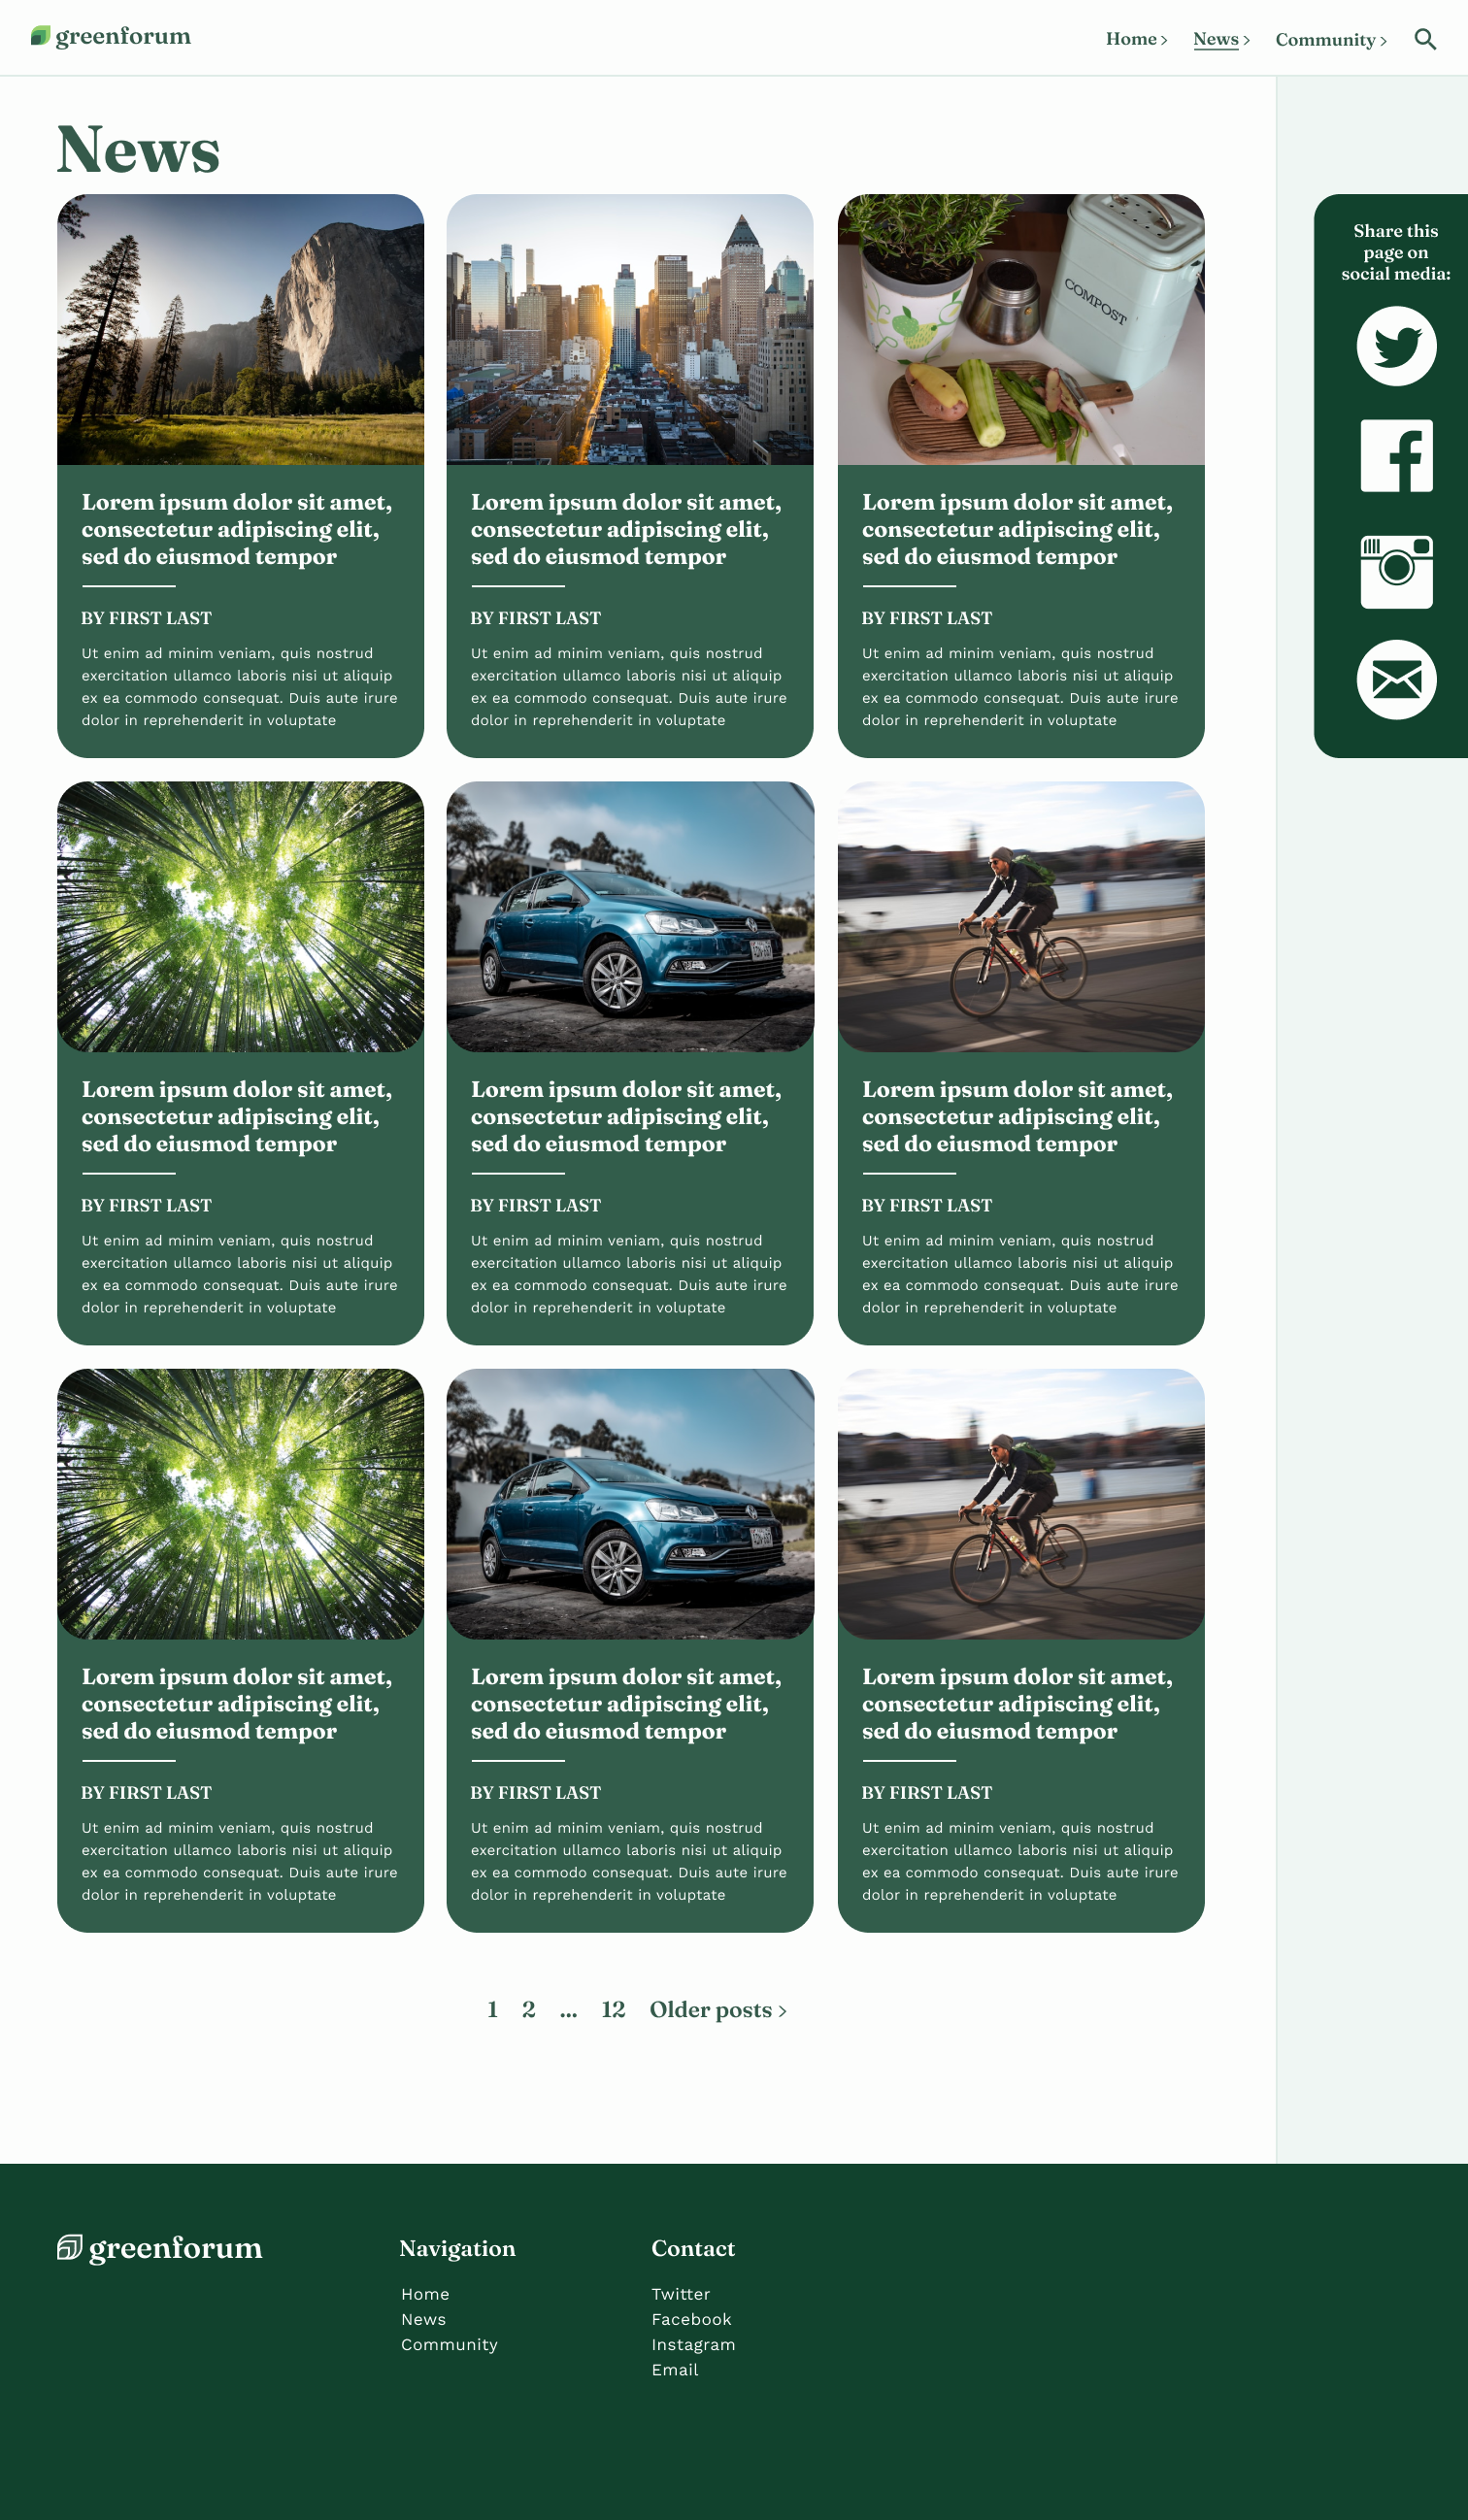 greenforum
Home >
News >
Community >
News
Share this
page on
social media:
COMPOST
Lorem ipsum dolor sit amet,
consectetur adipiscing elit,
sed do eiusmod tempor
BY FIRST LAST
Ut enim ad minim veniam, quis nostrud
exercitation ullamco laboris nisi ut aliquip
ex ea commodo consequat. Duis aute irure
dolor in reprehenderit in voluptate
Lorem ipsum dolor sit amet,
consectetur adipiscing elit,
sed do eiusmod tempor
BY FIRST LAST
Ut enim ad minim veniam, quis nostrud
exercitation ullamco laboris nisi ut aliquip
ex ea commodo consequat. Duis aute irure
dolor in reprehenderit in voluptate
Lorem ipsum dolor sit amet,
consectetur adipiscing elit,
sed do eiusmod tempor
BY FIRST LAST
Ut enim ad minim veniam, quis nostrud
exercitation ullamco laboris nisi ut aliquip
ex ea commodo consequat. Duis aute irure
dolor in reprehenderit in voluptate
Lorem ipsum dolor sit amet,
consectetur adipiscing elit,
sed do eiusmod tempor
BY FIRST LAST
Ut enim ad minim veniam, quis nostrud
exercitation ullamco laboris nisi ut aliquip
ex ea commodo consequat. Duis aute irure
dolor in reprehenderit in voluptate
Lorem ipsum dolor sit amet,
consectetur adipiscing elit,
sed do eiusmod tempor
BY FIRST LAST
Ut enim ad minim veniam, quis nostrud
exercitation ullamco laboris nisi ut aliquip
ex ea commodo consequat. Duis aute irure
dolor in reprehenderit in voluptate
Lorem ipsum dolor sit amet,
consectetur adipiscing elit,
sed do eiusmod tempor
BY FIRST LAST
Ut enim ad minim veniam, quis nostrud
exercitation ullamco laboris nisi ut aliquip
ex ea commodo consequat. Duis aute irure
dolor in reprehenderit in voluptate
Lorem ipsum dolor sit amet,
consectetur adipiscing elit,
sed do eiusmod tempor
BY FIRST LAST
Ut enim ad minim veniam, quis nostrud
exercitation ullamco laboris nisi ut aliquip
ex ea commodo consequat. Duis aute irure
dolor in reprehenderit in voluptate
Lorem ipsum dolor sit amet,
consectetur adipiscing elit,
sed do eiusmod tempor
BY FIRST LAST
Ut enim ad minim veniam, quis nostrud
exercitation ullamco laboris nisi ut aliquip
ex ea commodo consequat. Duis aute irure
dolor in reprehenderit in voluptate
Lorem ipsum dolor sit amet,
consectetur adipiscing elit,
sed do eiusmod tempor
BY FIRST LAST
Ut enim ad minim veniam, quis nostrud
exercitation ullamco laboris nisi ut aliquip
ex ea commodo consequat. Duis aute irure
dolor in reprehenderit in voluptate
1 2 ... 12 Older posts >
greenforum
Navigation
Home
News
Community
Contact
Twitter
Facebook
Instagram
Email